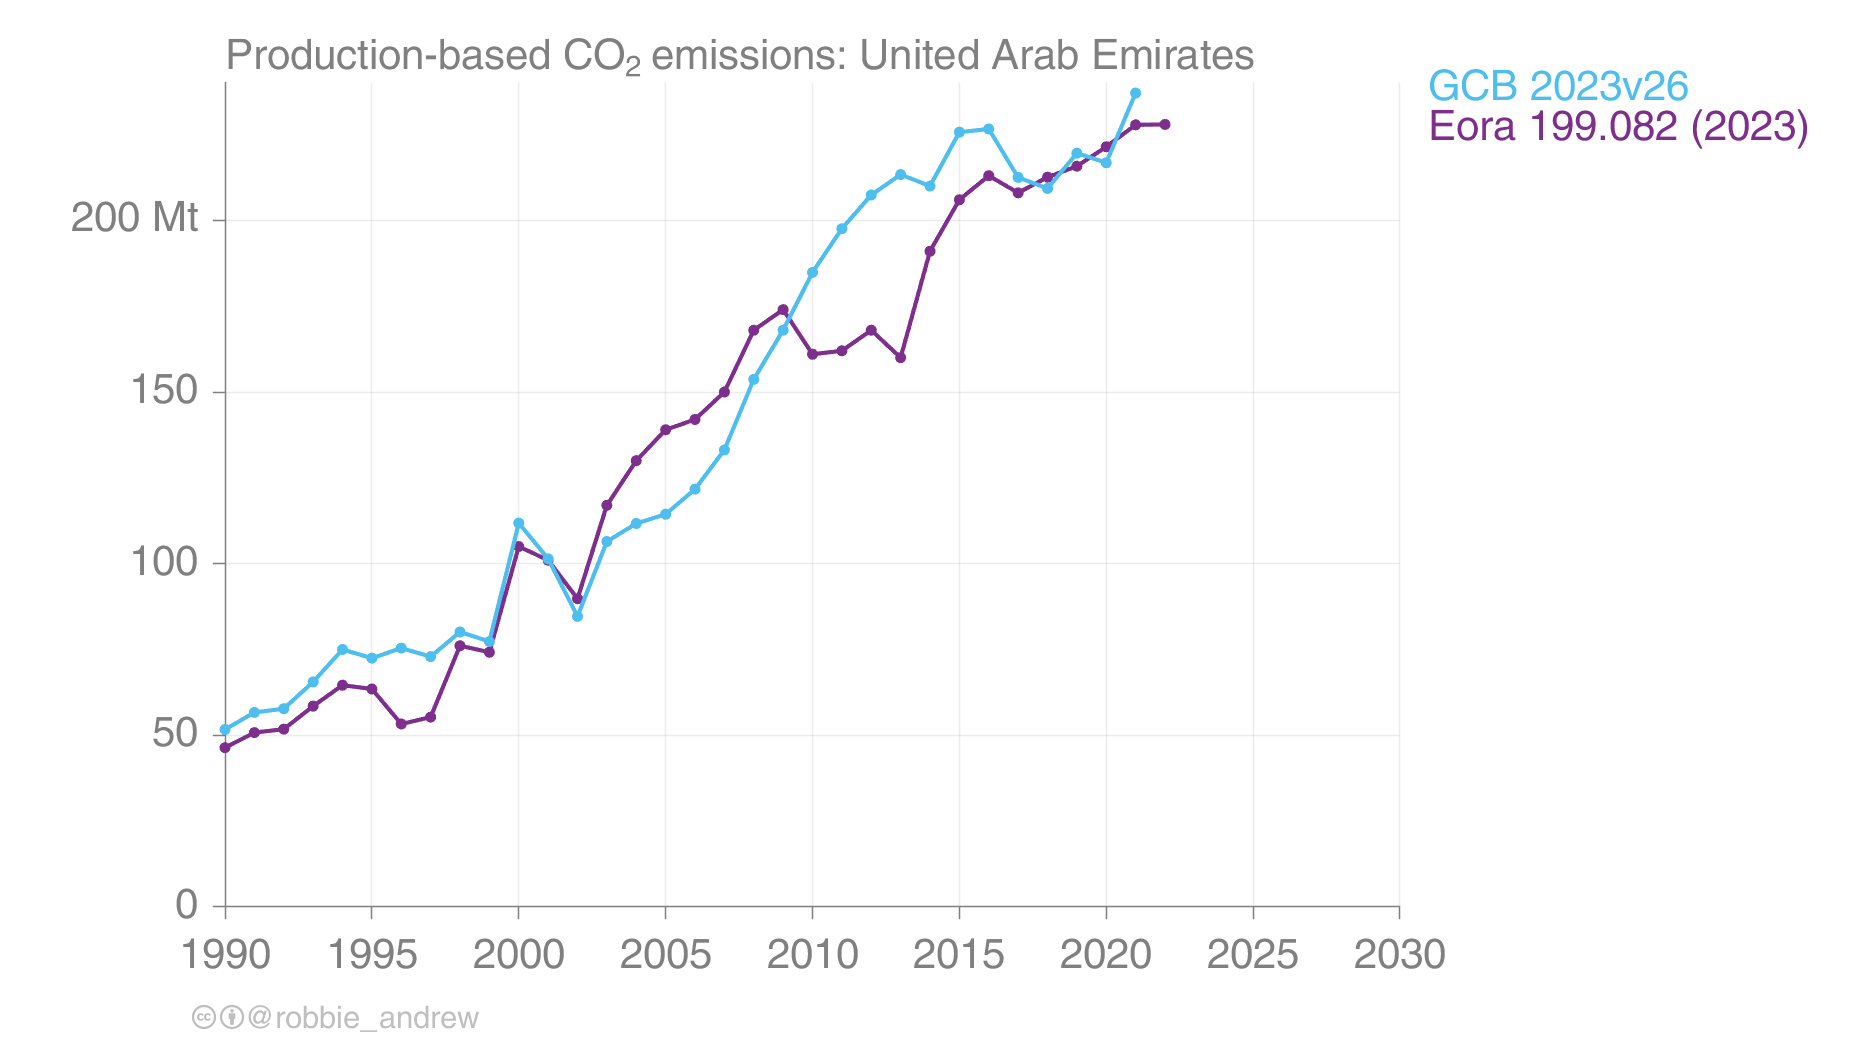 Production-based CO₂ emissions: United Arab Emirates
GCB 2023v26
Eora 199.082 (2023)
200 Mt
150
100
50
0
1990 1995 2000 2005 2010 2015 2020 2025 2030
cc @robbie_andrew